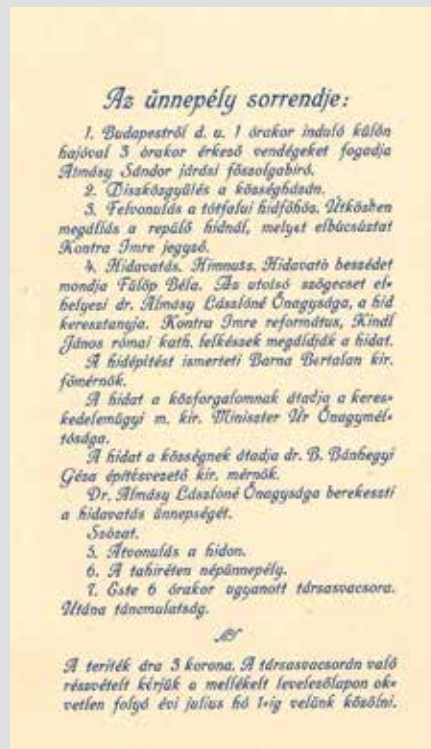 Az ünnepély sorrendje:
1. Budapestről d. u. 1 órakor induló külön
hajóval 3 órakor érkező vendégeket fogadja
Almásy Sándor járási főszolgabíró.
2. Díszközgyűlés a községházán.
3. Felvonulás a tótfalui hídfőhöz. Útközben
megállás a repülő hídnál, melyet elbúcsúztat
Kontra Imre jegyző.
4. Hídavatás. Himnusz. Hídavató beszédet
mondja Fülöp Béla. Az utolsó szögecset el-
helyezi dr. Almásy Lászlóné Őnagysága, a híd
keresztanyja. Kontra Imre református, Kindl
János római kath. lelkészek megáldják a hidat.
A hídépítést ismerteti Barna Bertalan kir.
főmérnök.
A hidat a közforgalomnak átadja a keres-
kedelemügyi m. kir. Miniszter Úr Őnagymél-
tósága.
A hidat a községnek átadja dr. B. Bánhegyi
Géza építésvezető kir. mérnök.
Dr. Almásy Lászlóné Őnagysága berekeszti
a hídavatás ünnepségét.
Szózat.
5. Átvonulás a hídon.
6. A tahiréten népünnepély.
7. Este 6 órakor ugyanott társasvacsora.
Utána táncmulatság.
A teríték ára 3 korona. A társasvacsorán való
részvételt kérjük a mellékelt levelezőlapon ok-
vetlen folyó évi julius hó 1-ig velünk közölni.